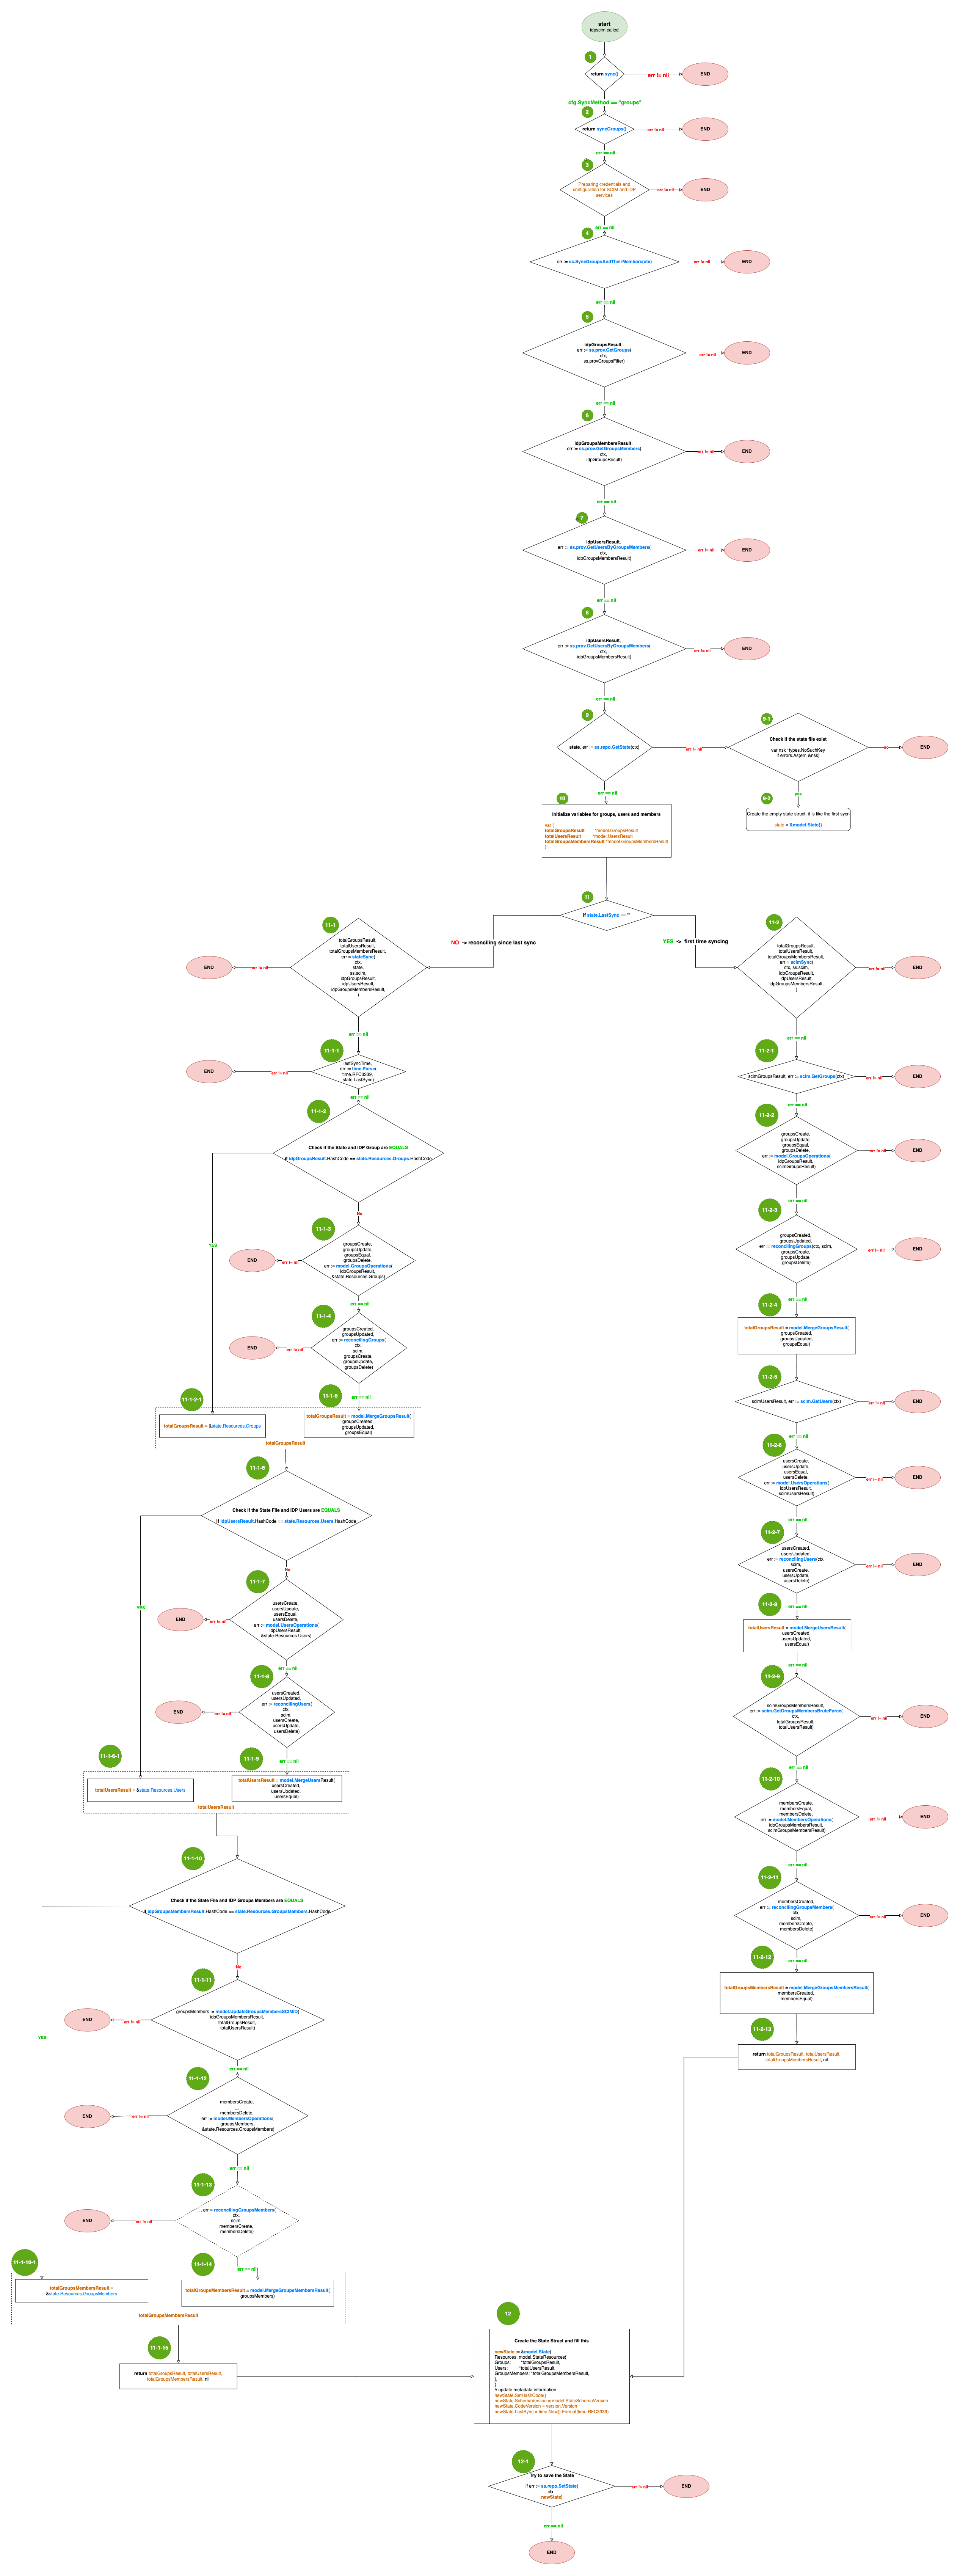 start
idpscim called
1
return sync()
err != nil
END
cfg.SyncMethod == "groups"
2
return syncGroups()
err != nil
END
err == nil
3
Preparing credentials and
configuration for SCIM and IDP
services
err != nil
END
err == nil
4
err := ss.SyncGroupsAndTheirMembers(ctx)
err != nil
END
err == nil
5
idpGroupsResult,
err := ss.prov.GetGroups(
ctx,
ss.provGroupsFilter)
err != nil
END
err == nil
6
idpGroupsMembersResult,
err := ss.prov.GetGroupsMembers(
ctx,
idpGroupsResult)
err != nil
END
err == nil
7
idpUsersResult,
err := ss.prov.GetUsersByGroupsMembers(
ctx,
idpGroupsMembersResult)
err != nil
END
err == nil
8
idpUsersResult,
err := ss.prov.GetUsersByGroupsMembers(
ctx,
idpGroupsMembersResult)
err != nil
END
err == nil
9
state, err := ss.repo.GetState(ctx)
err != nil
9-1
Check if the state file exist
var nsk *types.NoSuchKey
if errors.As(err, &nsk)
no
END
yes
9-2
Create the empty state struct, it is like the first sycn
state = &model.State{}
err == nil
10
Initialize variables for groups, users and members
var (
totalGroupsResult *model.GroupsResult
totalUsersResult *model.UsersResult
totalGroupsMembersResult *model.GroupsMembersResult
)
11
if state.LastSync == ""
NO -> reconciling since last sync
YES -> first time syncing
11-1
totalGroupsResult,
totalUsersResult,
totalGroupsMembersResult,
err = stateSync(
ctx,
state,
ss.scim,
idpGroupsResult,
idpUsersResult,
idpGroupsMembersResult,
)
err != nil
END
err == nil
11-1-1
lastSyncTime,
err := time.Parse(
time.RFC3339,
state.LastSync)
err != nil
END
err == nil
11-1-2
Check if the State and IDP Group are EQUALS
if idpGroupsResult.HashCode == state.Resources.Groups.HashCode
YES
No
11-1-3
groupsCreate,
groupsUpdate,
groupsEqual,
groupsDelete,
err := model.GroupsOperations(
idpGroupsResult,
&state.Resources.Groups)
err != nil
END
err == nil
11-1-4
groupsCreated,
groupsUpdated,
err := reconcilingGroups(
ctx,
scim,
groupsCreate,
groupsUpdate,
groupsDelete)
err != nil
END
err == nil
11-1-2-1
totalGroupsResult = &state.Resources.Groups
11-1-5
totalGroupsResult = model.MergeGroupsResult(
groupsCreated,
groupsUpdated,
groupsEqual)
totalGroupsResult
11-1-6
Check if the State File and IDP Users are EQUALS
if idpUsersResult.HashCode == state.Resources.Users.HashCode
YES
No
11-1-7
usersCreate,
usersUpdate,
usersEqual,
usersDelete,
err := model.UsersOperations(
idpUsersResult,
&state.Resources.Users)
err != nil
END
err == nil
11-1-8
usersCreated,
usersUpdated,
err := reconcilingUsers(
ctx,
scim,
usersCreate,
usersUpdate,
usersDelete)
err != nil
END
err == nil
11-1-6-1
totalUsersResult = &state.Resources.Users
11-1-9
totalUsersResult = model.MergeUsersResult(
usersCreated,
usersUpdated,
usersEqual)
totalUsersResult
11-1-10
Check if the State File and IDP Groups Members are EQUALS
if idpGroupsMembersResult.HashCode == state.Resources.GroupsMembers.HashCode
YES
No
11-1-11
groupsMembers := model.UpdateGroupsMembersSCIMID(
idpGroupsMembersResult,
totalGroupsResult,
totalUsersResult)
err != nil
END
err == nil
11-1-12
membersCreate,
_,
membersDelete,
err := model.MembersOperations(
groupsMembers,
&state.Resources.GroupsMembers)
err != nil
END
err == nil
11-1-13
_, err = reconcilingGroupsMembers(
ctx,
scim,
membersCreate,
membersDelete)
err != nil
END
err == nil
11-1-10-1
totalGroupsMembersResult =
&state.Resources.GroupsMembers
11-1-14
totalGroupsMembersResult = model.MergeGroupsMembersResult(
groupsMembers)
totalGroupsMembersResult
11-1-15
return totalGroupsResult, totalUsersResult,
totalGroupsMembersResult, nil
11-2
totalGroupsResult,
totalUsersResult,
totalGroupsMembersResult,
err = scimSync(
ctx, ss.scim,
idpGroupsResult,
idpUsersResult,
idpGroupsMembersResult,
)
err != nil
END
err == nil
11-2-1
scimGroupsResult, err := scim.GetGroups(ctx)
err != nil
END
err == nil
11-2-2
groupsCreate,
groupsUpdate,
groupsEqual,
groupsDelete,
err := model.GroupsOperations(
idpGroupsResult,
scimGroupsResult)
err != nil
END
err == nil
11-2-3
groupsCreated,
groupsUpdated,
err := reconcilingGroups(ctx, scim,
groupsCreate,
groupsUpdate,
groupsDelete)
err != nil
END
err == nil
11-2-4
totalGroupsResult = model.MergeGroupsResult(
groupsCreated,
groupsUpdated,
groupsEqual)
11-2-5
scimUsersResult, err := scim.GetUsers(ctx)
err != nil
END
err == nil
11-2-6
usersCreate,
usersUpdate,
usersEqual,
usersDelete,
err := model.UsersOperations(
idpUsersResult,
scimUsersResult)
err != nil
END
err == nil
11-2-7
usersCreated,
usersUpdated,
err := reconcilingUsers(ctx,
scim,
usersCreate,
usersUpdate,
usersDelete)
err != nil
END
err == nil
11-2-8
totalUsersResult = model.MergeUsersResult(
usersCreated,
usersUpdated,
usersEqual)
11-2-9
scimGroupsMembersResult,
err := scim.GetGroupsMembersBruteForce(
ctx,
totalGroupsResult,
totalUsersResult)
err != nil
END
err == nil
11-2-10
membersCreate,
membersEqual,
membersDelete,
err := model.MembersOperations(
idpGroupsMembersResult,
scimGroupsMembersResult)
err != nil
END
err == nil
11-2-11
membersCreated,
err := reconcilingGroupsMembers(
ctx,
scim,
membersCreate,
membersDelete)
err != nil
END
err == nil
11-2-12
totalGroupsMembersResult = model.MergeGroupsMembersResult(
membersCreated,
membersEqual)
11-2-13
return totalGroupsResult, totalUsersResult,
totalGroupsMembersResult, nil
12
Create the State Struct and fill this
newState := &model.State{
Resources: model.StateResources{
Groups: *totalGroupsResult,
Users: *totalUsersResult,
GroupsMembers: *totalGroupsMembersResult,
},
}
// update metadata information
newState.SetHashCode()
newState.SchemaVersion = model.StateSchemaVersion
newState.CodeVersion = version.Version
newState.LastSync = time.Now().Format(time.RFC3339)
12-1
Try to save the State
if err := ss.repo.SetState(
ctx,
newState)
err != nil
END
err == nil
END